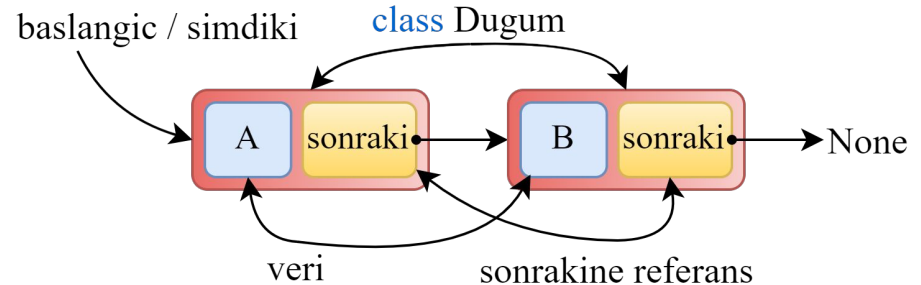 baslangic / simdiki
class Dugum
A
sonraki
B
sonraki
None
veri
sonrakine referans